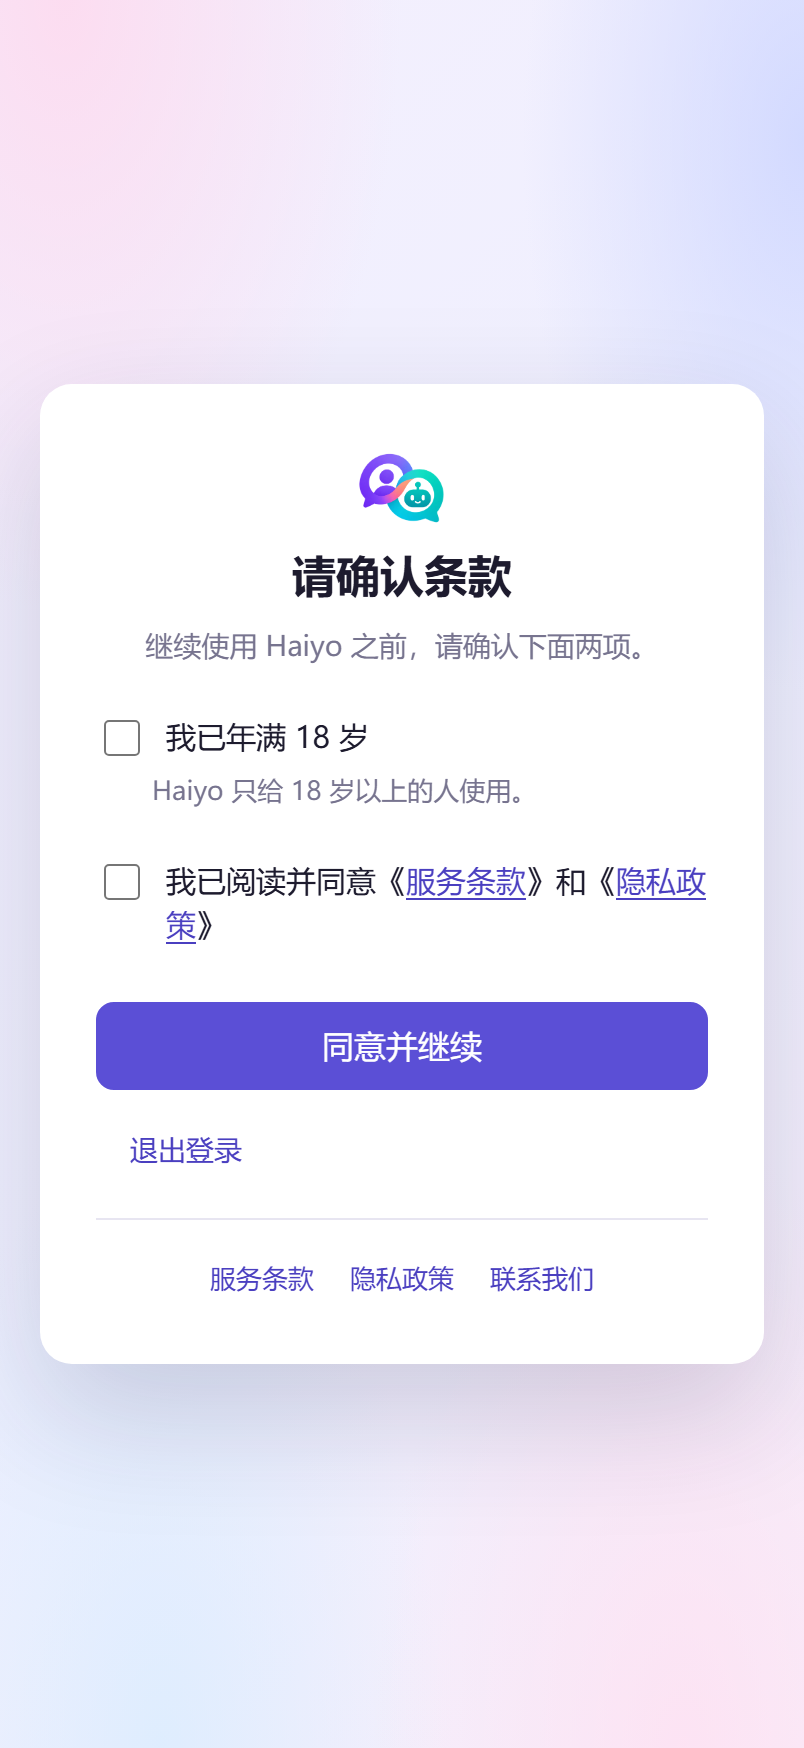 请确认条款
继续使用 Haiyo 之前，请确认下面两项。
我已年满 18 岁
Haiyo 只给 18 岁以上的人使用。
我已阅读并同意《服务条款》和《隐私政
策》
同意并继续
退出登录
服务条款 隐私政策 联系我们